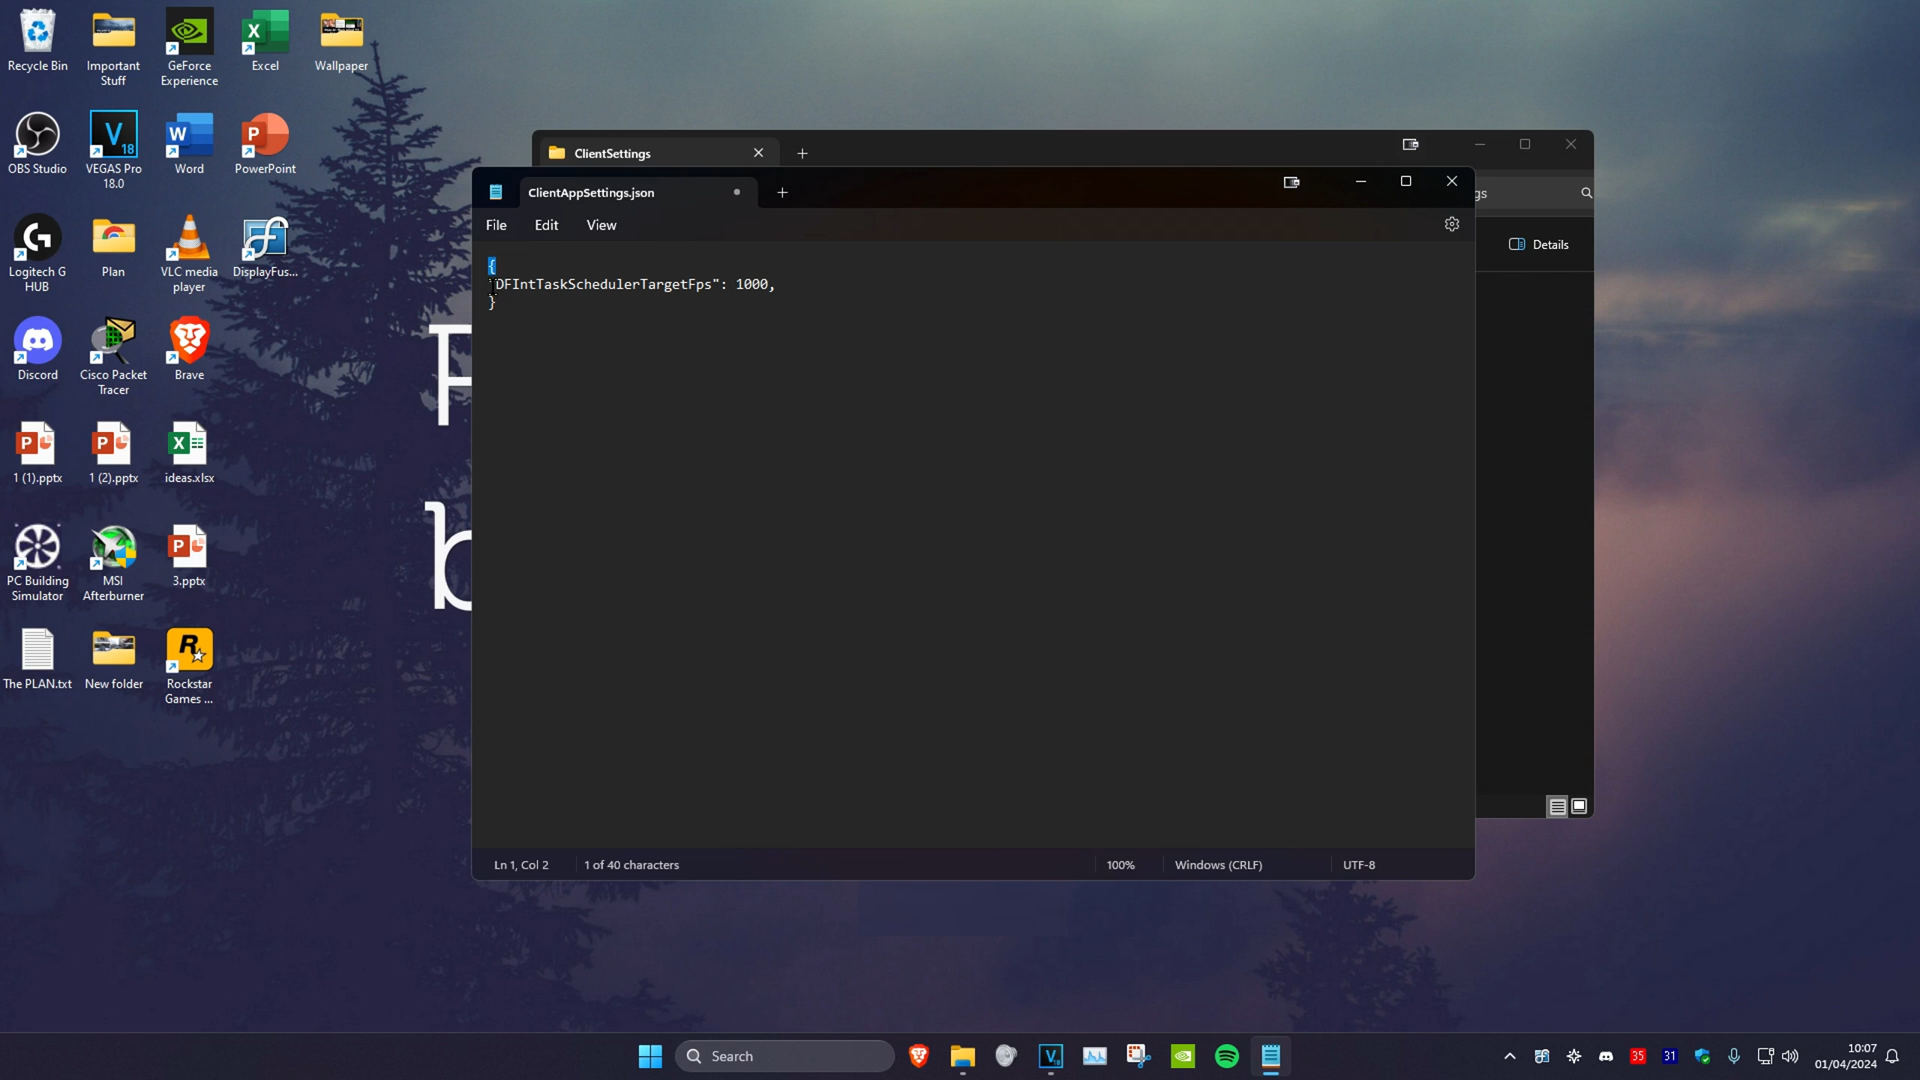 Recycle Bin
Important
Stuff
GeForce
Experience
Excel
Wallpaper
OBS Studio
VEGAS Pro
18.0
Word
PowerPoint
Logitech G
HUB
Plan
VLC media
player
DisplayFus...
Discord
Cisco Packet
Tracer
Brave
1 (1).pptx
1 (2).pptx
ideas.xlsx
PC Building
Simulator
MSI
Afterburner
3.pptx
The PLAN.txt
New folder
Rockstar
Games ...
ClientSettings
gs
Details
ClientAppSettings.json
File
Edit
View
{
"DFIntTaskSchedulerTargetFps": 1000,
}
b
Ln 1, Col 2
1 of 40 characters
100%
Windows (CRLF)
UTF-8
Search
35
31
10:07
01/04/2024